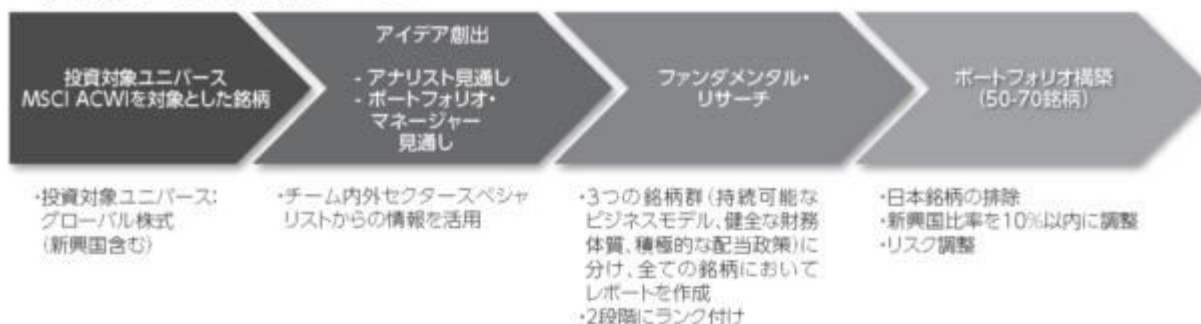 投資対象ユニバース
MSCI ACWIを対象とした銘柄
アイデア創出
- アナリスト見通し
- ポートフォリオ・
マネージャー
見通し
ファンダメンタル・
リサーチ
ポートフォリオ構築
(50-70銘柄)
・投資対象ユニバース:
グローバル株式
(新興国含む)
・チーム内外セクタースペシャ
リストからの情報を活用
・3つの銘柄群(持続可能な
ビジネスモデル、健全な財務
体質、積極的な配当政策)に
分け、全ての銘柄において
レポートを作成
・2段階にランク付け
・日本銘柄の排除
・新興国比率を10%以内に調整
・リスク調整